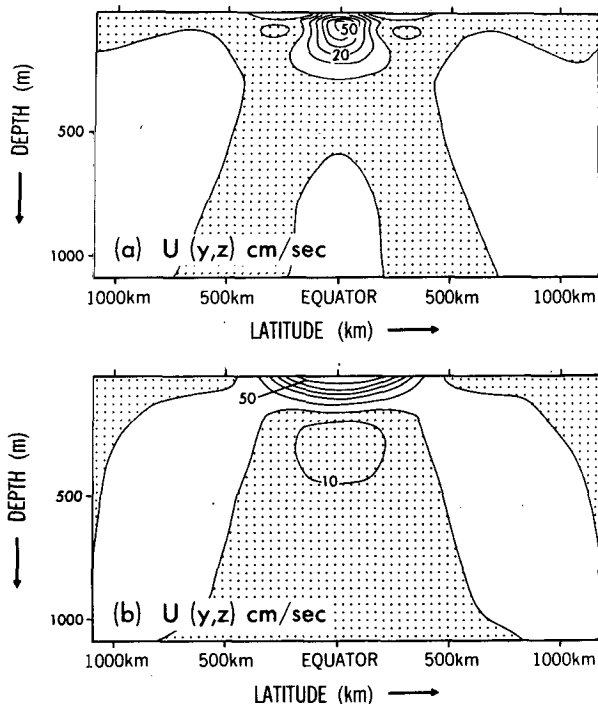 50
20
DEPTH (m)
500
1000
(a) U (y,z) cm/sec
1000km 500km EQUATOR 500km 1000km
LATITUDE (km)
50
10
DEPTH (m)
500
1000
(b) U (y,z) cm/sec
1000km 500km EQUATOR 500km 1000km
LATITUDE (km)